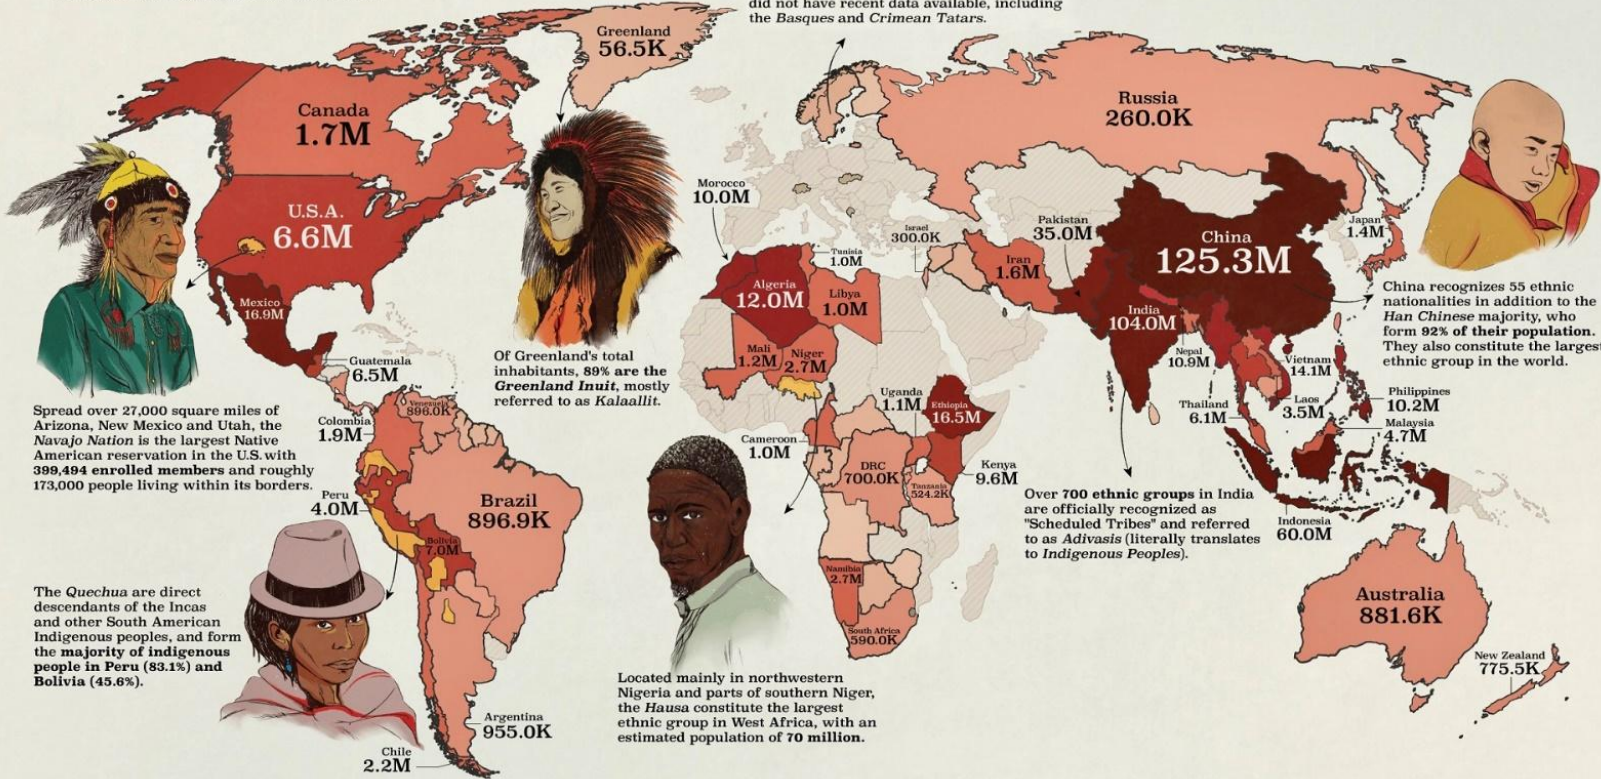 did not have recent data available, including
the Basques and Crimean Tatars.
Greenland
56.5K
Canada
1.7M
Russia
260.0K
U.S.A.
6.6M
Mexico
16.9M
Morocco
10.0M
Tunisia
1.0M
Israel
300.0K
Pakistan
35.0M
Iran
1.6M
China
125.3M
Japan
1.4M
Algeria
12.0M
Libya
1.0M
India
104.0M
China recognizes 55 ethnic
nationalities in addition to the
Han Chinese majority, who
form 92% of their population.
They also constitute the largest
ethnic group in the world.
Guatemala
6.5M
Of Greenland's total
inhabitants, 89% are the
Greenland Inuit, mostly
referred to as Kalaallit.
Mali
1.2M
Niger
2.7M
Nepal
10.9M
Vietnam
14.1M
Spread over 27,000 square miles of
Arizona, New Mexico and Utah, the
Navajo Nation is the largest Native
American reservation in the U.S. with
399,494 enrolled members and roughly
173,000 people living within its borders.
Colombia
1.9M
Venezuela
896.0K
Uganda
1.1M
Ethiopia
16.5M
Thailand
6.1M
Laos
3.5M
Philippines
10.2M
Malaysia
4.7M
Cameroon
1.0M
DRC
700.0K
Tanzania
524.2K
Kenya
9.6M
Over 700 ethnic groups in India
are officially recognized as
"Scheduled Tribes" and referred
to as Adivasis (literally translates
to Indigenous Peoples).
Indonesia
60.0M
Peru
4.0M
Brazil
896.9K
Bolivia
7.0M
The Quechua are direct
descendants of the Incas
and other South American
Indigenous peoples, and form
the majority of indigenous
people in Peru (83.1%) and
Bolivia (45.6%).
Namibia
2.7M
South Africa
590.0K
Australia
881.6K
New Zealand
775.5K
Located mainly in northwestern
Nigeria and parts of southern Niger,
the Hausa constitute the largest
ethnic group in West Africa, with an
estimated population of 70 million.
Argentina
955.0K
Chile
2.2M